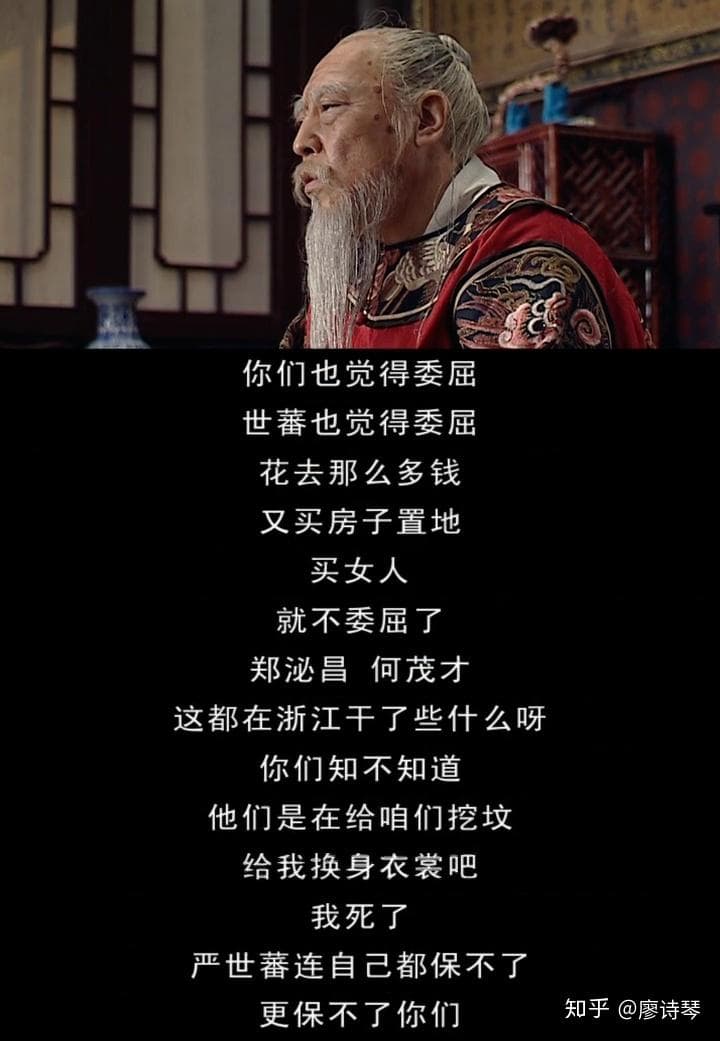 你们也觉得委屈
世蕃也觉得委屈
花去那么多钱
又买房子置地
买女人
就不委屈了
郑泌昌 何茂才
这都在浙江干了些什么呀
你们知不知道
他们是在给咱们挖坟
给我换身衣裳吧
我死了
严世蕃连自己都保不了
更保不了你们
知乎 @廖诗琴